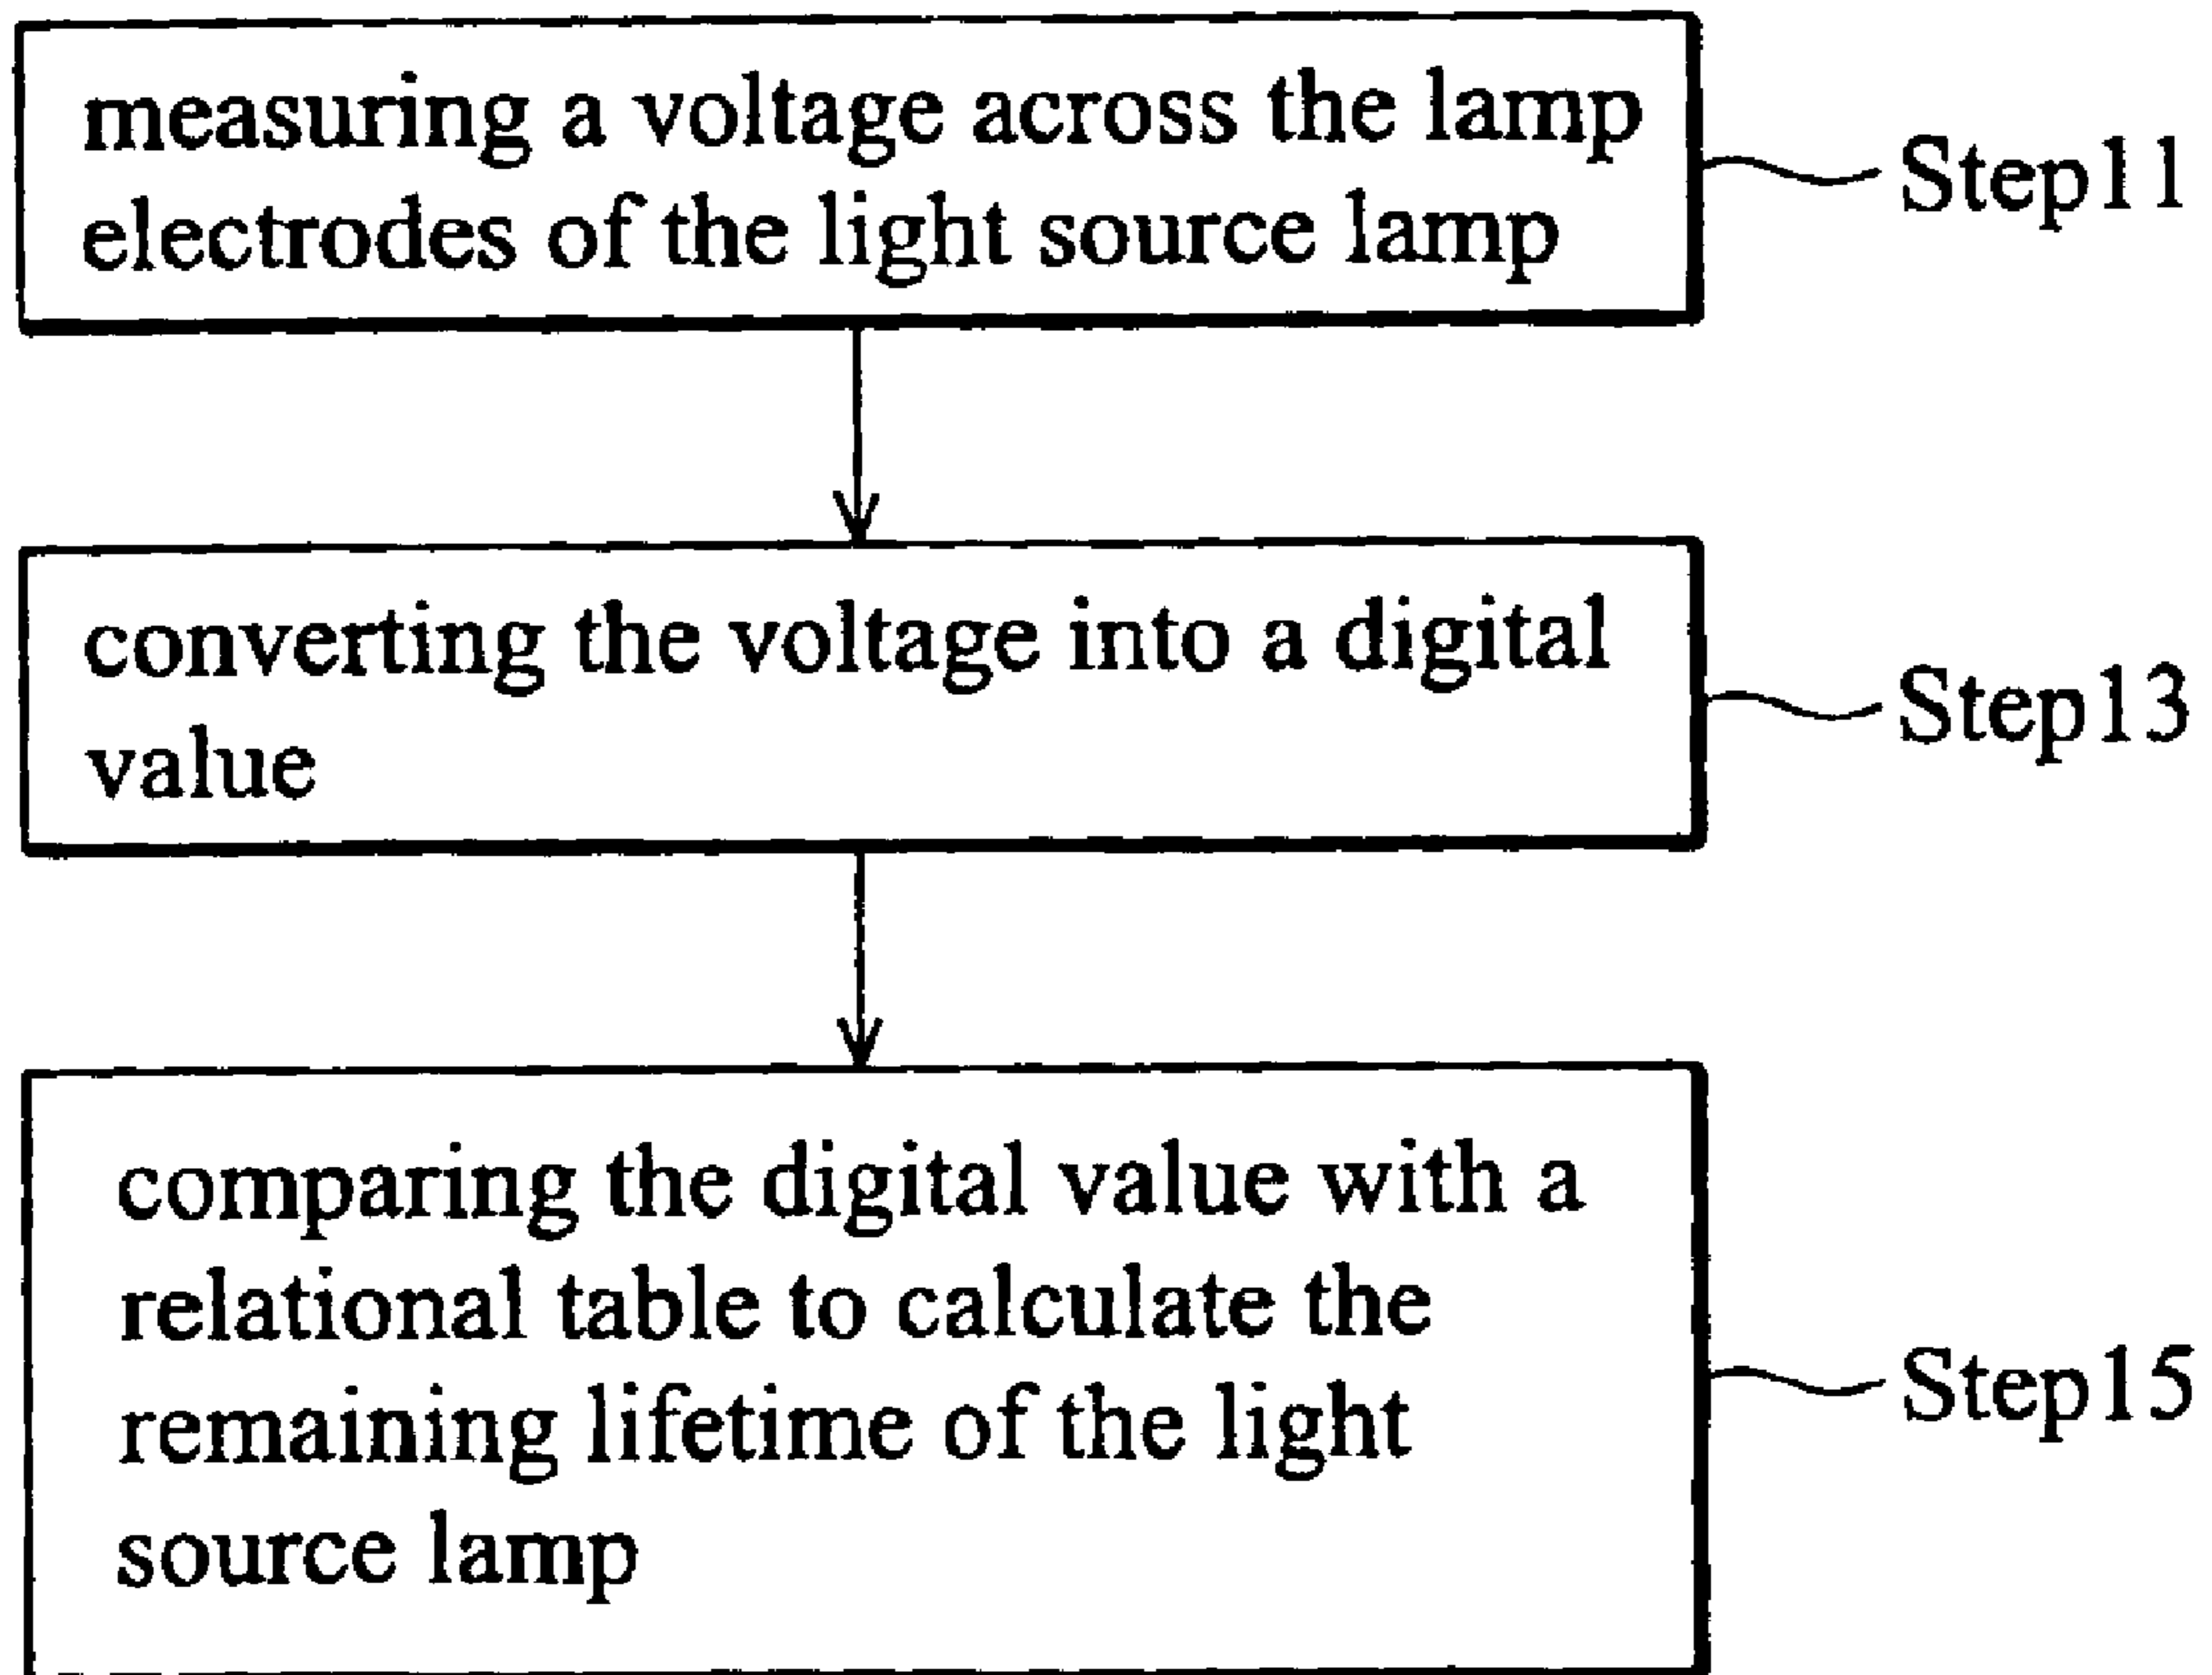 measuring a voltage across the lamp
electrodes of the light source lamp
Step11
converting the voltage into a digital
value
Step13
comparing the digital value with a
relational table to calculate the
remaining lifetime of the light
source lamp
Step15